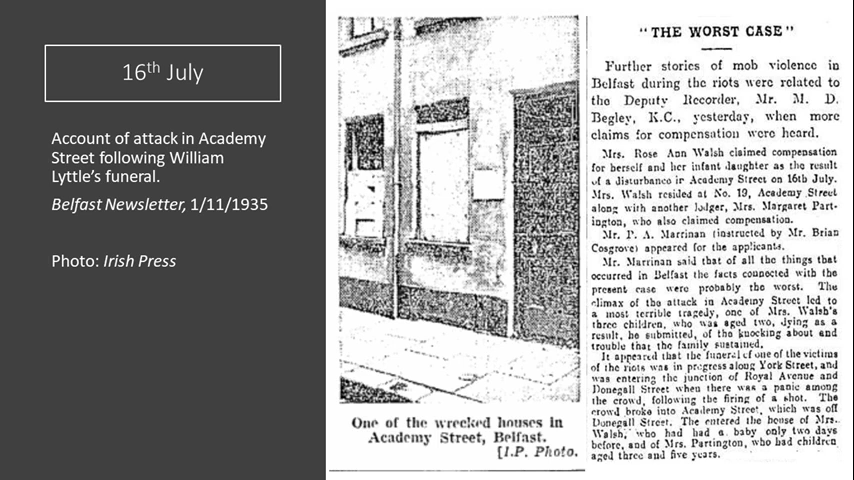 16th July
Account of attack in Academy
Street following William
Lyttle's funeral.
Belfast Newsletter, 1/11/1935
Photo: Irish Press
One of the wrecked houses in
Academy Street, Belfast.
[I.P. Photo.
"THE WORST CASE"
Further stories of mob violence in
Belfast during the riots were related to
the Deputy Recorder, Mr. M. D.
Begley, K.C., yesterday, when more
claims for compensation were heard.
Mrs. Rose Ann Walsh claimed compensation
for herself and her infant daughter as the result
of a disturbance ir Academy Street on 16th July.
Mrs. Walsh resided at No. 19, Academy Street
along with another lodger, Mrs. Margaret Part-
ington, who also claimed compensation.
Mr. P. A. Marrinan (instructed by Mr. Brian
Cosgrove) appeared for the applicants.
Mr. Marrinan said that of all the things that
occurred in Belfast the facts connected with the
present case were probably the worst. The
climax of the attack in Academy Street led to
a most terrible tragedy, one of Mrs. Walsh's
three children, who was aged two, dying as a
result, he submitted, of the knocking about and
trouble that the family sustained.
It appeared that the funeral of one of the victims
of the riots was in progress along York Street, and
was entering the junction of Royal Avenue and
Donegall Street when there was a panic among
the crowd, following the firing of a shot. The
crowd broke into Academy Street, which was off
Donegall Street. The entered the house of Mrs.
Walsh, who had had a baby only two days
before, and of Mrs. Partington, who had children
aged three and five years.